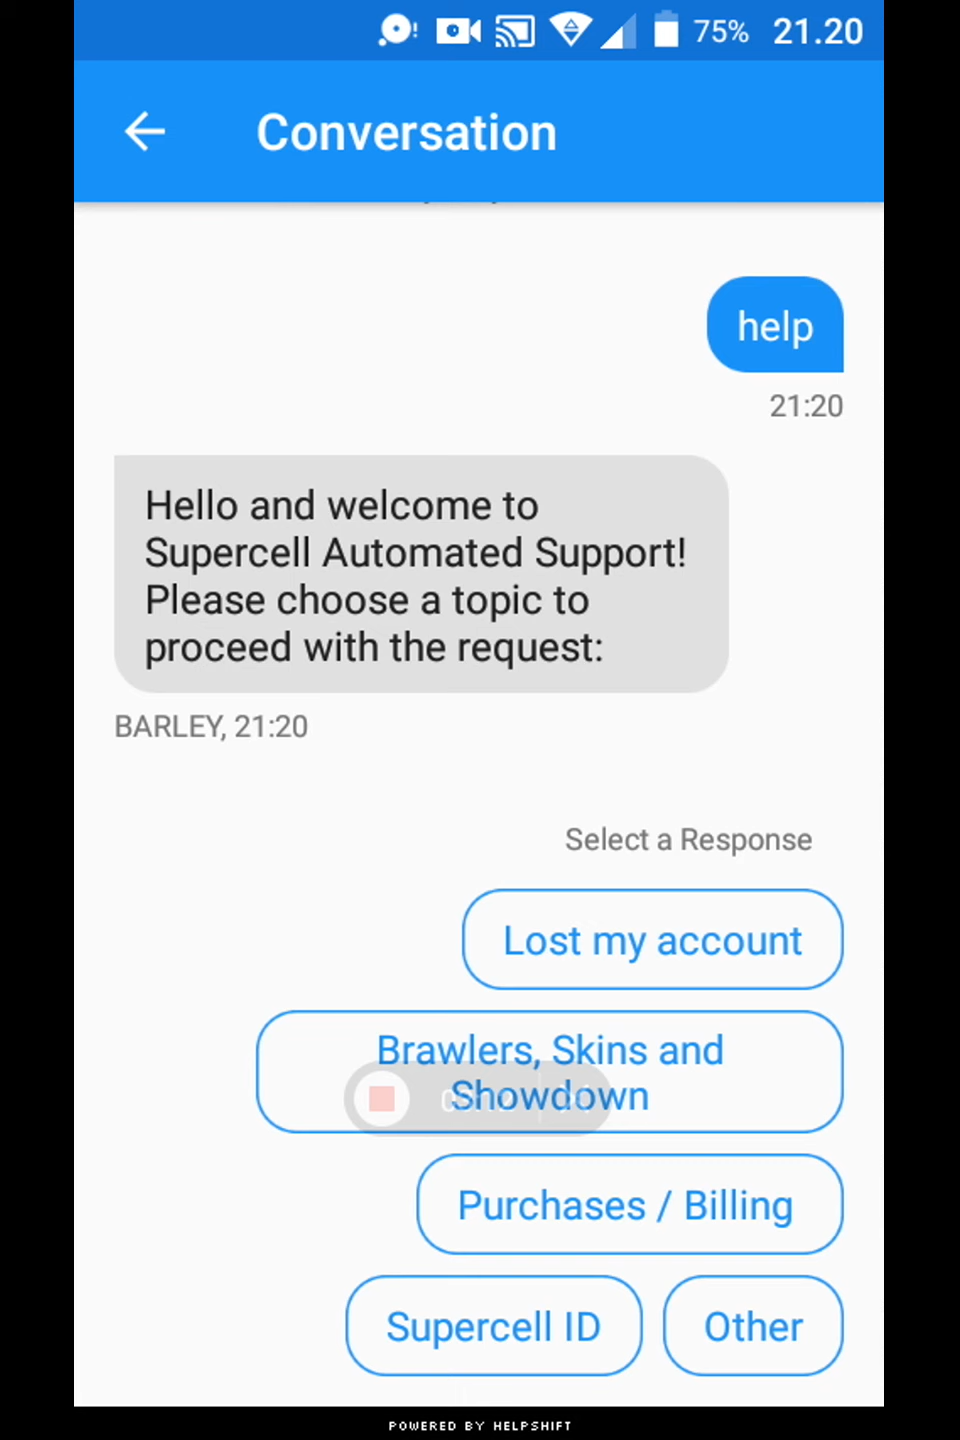 75% 21.20
Conversation
help
21:20
Hello and welcome to
Supercell Automated Support!
Please choose a topic to
proceed with the request:
BARLEY, 21:20
Select a Response
Lost my account
Brawlers, Skins and
Showdown
Purchases / Billing
Supercell ID
Other
POWERED BY HELPSHIFT